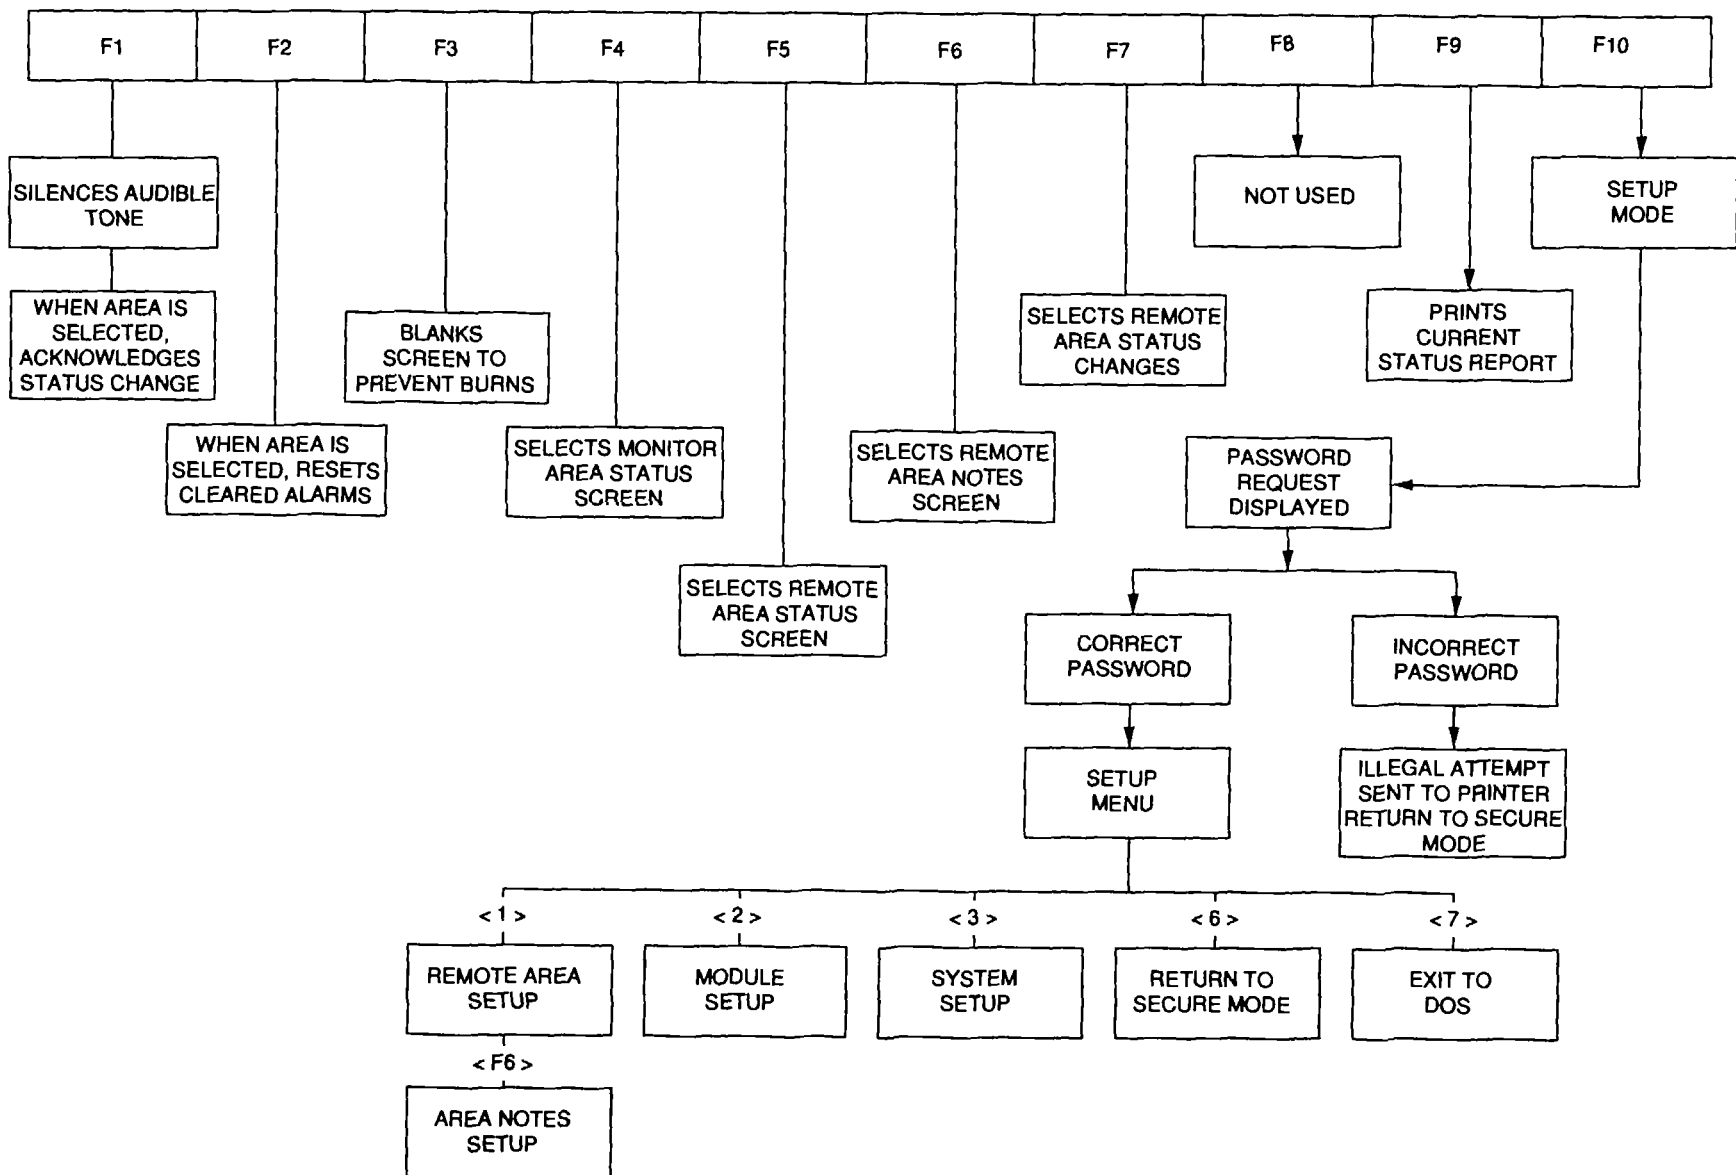 F1
F2
F3
F4
F5
F6
F7
F8
F9
F10
SILENCES AUDIBLE
TONE
WHEN AREA IS
SELECTED,
ACKNOWLEDGES
STATUS CHANGE
WHEN AREA IS
SELECTED, RESETS
CLEARED ALARMS
BLANKS
SCREEN TO
PREVENT BURNS
SELECTS MONITOR
AREA STATUS
SCREEN
SELECTS REMOTE
AREA STATUS
SCREEN
SELECTS REMOTE
AREA NOTES
SCREEN
SELECTS REMOTE
AREA STATUS
CHANGES
NOT USED
PRINTS
CURRENT
STATUS REPORT
SETUP
MODE
PASSWORD
REQUEST
DISPLAYED
CORRECT
PASSWORD
INCORRECT
PASSWORD
SETUP
MENU
ILLEGAL ATTEMPT
SENT TO PRINTER
RETURN TO SECURE
MODE
< 1 >
< 2 >
< 3 >
< 6 >
< 7 >
REMOTE AREA
SETUP
MODULE
SETUP
SYSTEM
SETUP
RETURN TO
SECURE MODE
EXIT TO
DOS
< F6 >
AREA NOTES
SETUP